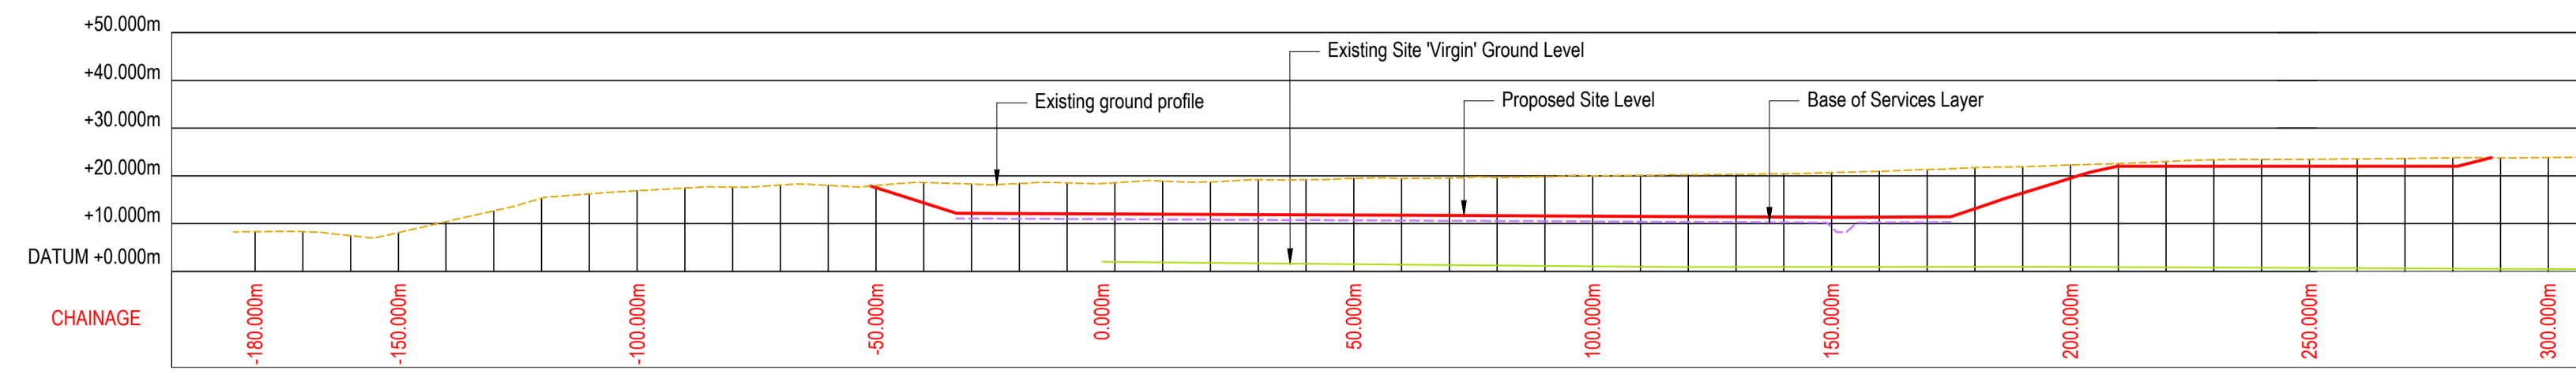 +50.000m
Existing Site 'Virgin' Ground Level
+40.000m
Existing ground profile
Proposed Site Level
Base of Services Layer
+30.000m
+20.000m
+10.000m
DATUM +0.000m
CHAINAGE
-180.000m
-150.000m
-100.000m
-50.000m
0.000m
50.000m
100.000m
150.000m
200.000m
250.000m
300.000m